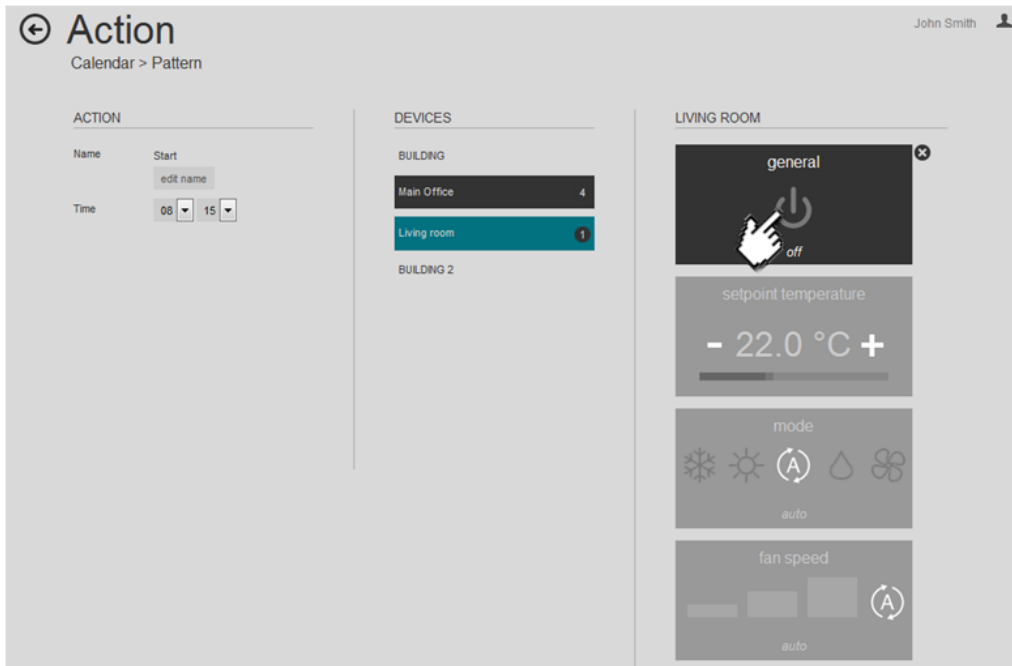 Action
John Smith
Calendar > Pattern
ACTION
Name
Start
edit name
Time
08
15
DEVICES
BUILDING
Main Office
4
Living room
1
BUILDING 2
LIVING ROOM
general
off
setpoint temperature
- 22.0 °C +
mode
A
auto
fan speed
A
auto